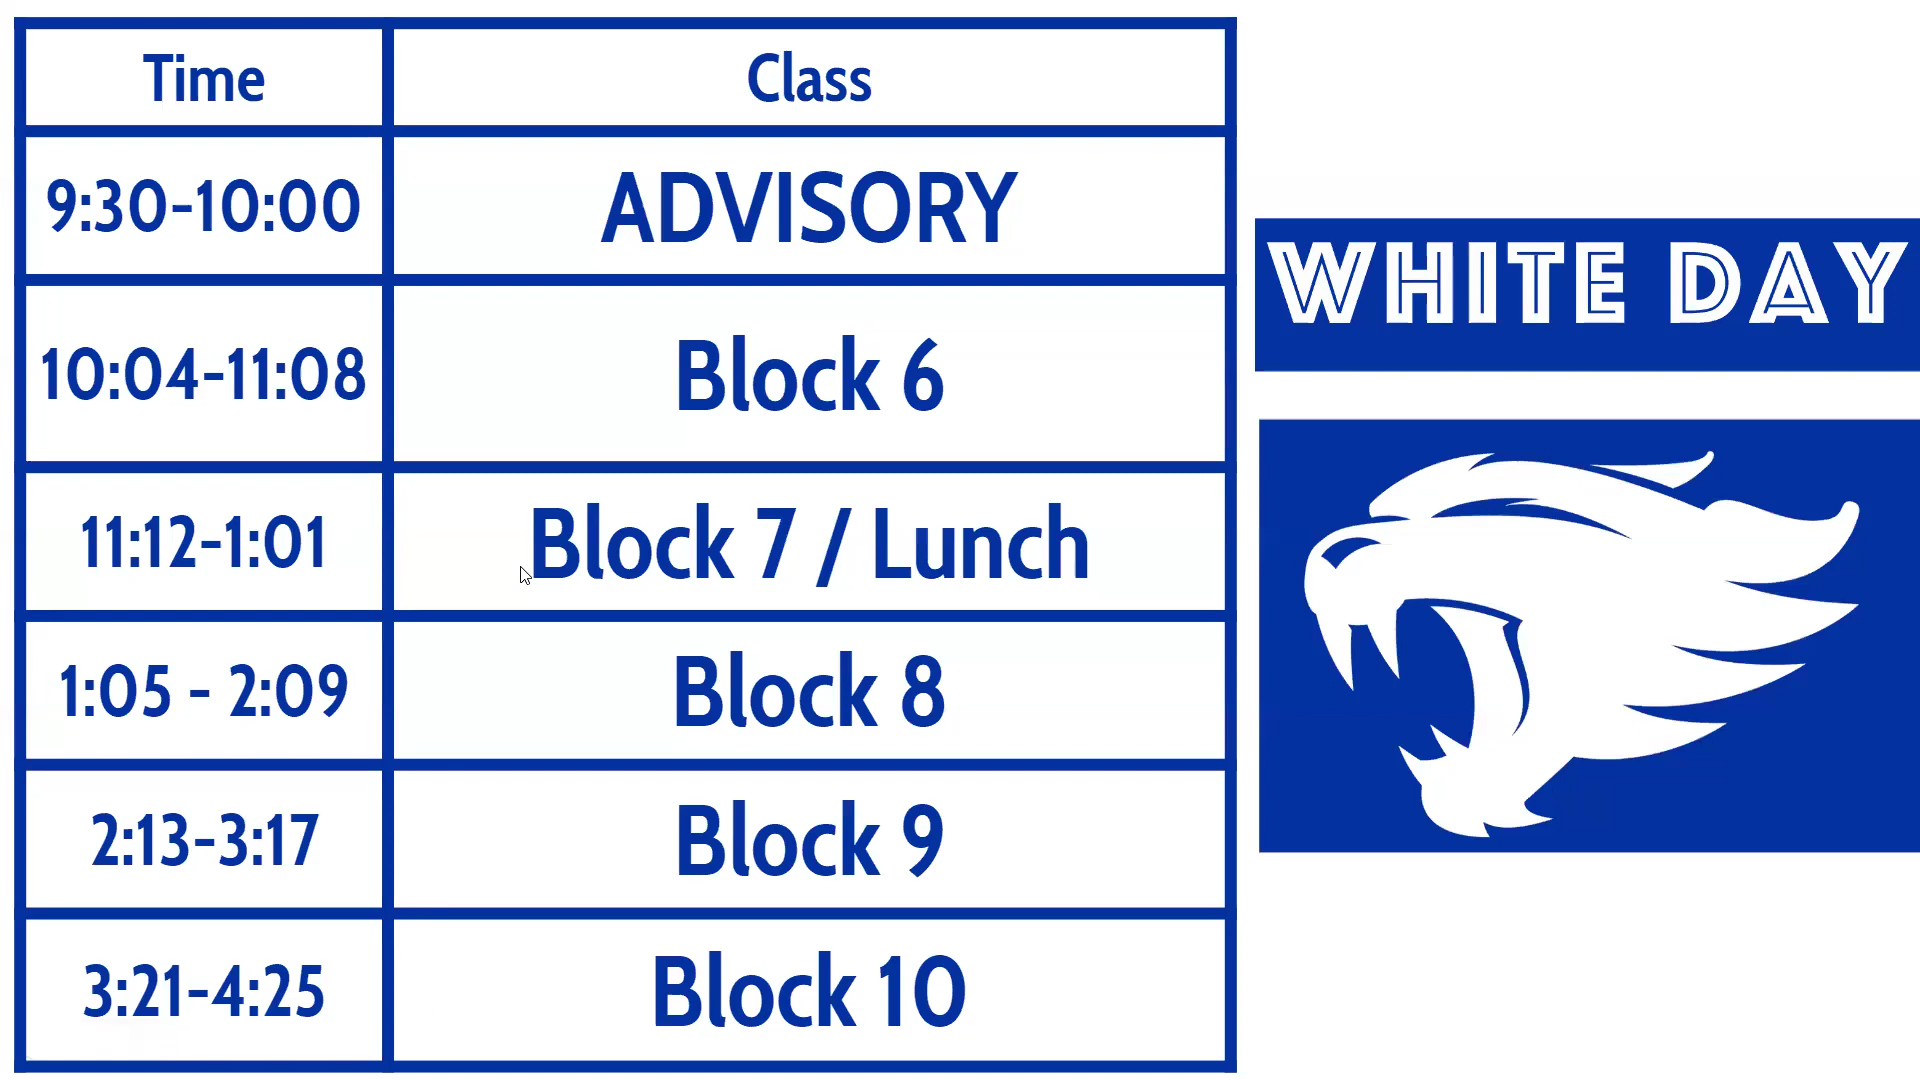 Time Class
9:30-10:00 ADVISORY
10:04-11:08 Block 6
11:12-1:01 Block 7 / Lunch
1:05 - 2:09 Block 8
2:13-3:17 Block 9
3:21-4:25 Block 10
WHITE DAY